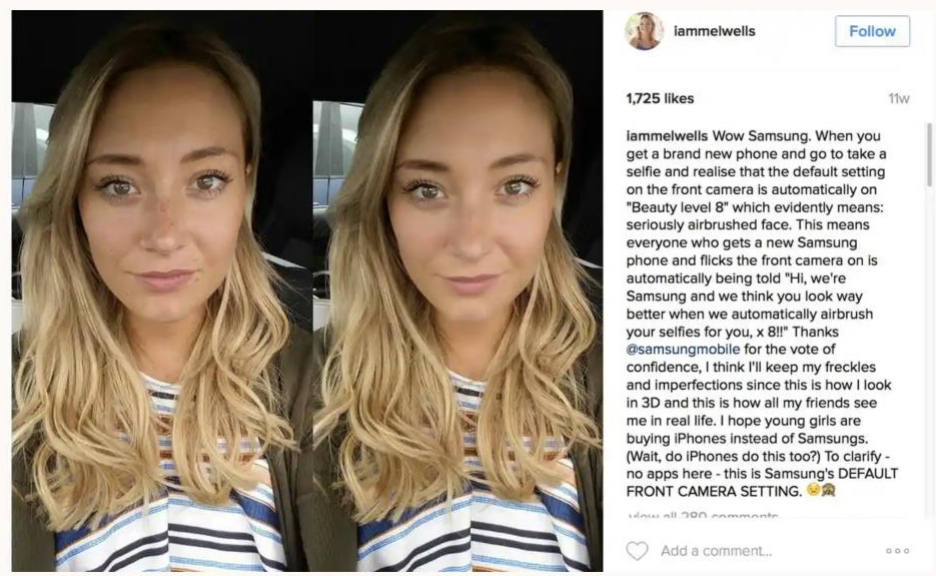 iammelwells
Follow
1,725 likes
11w
iammelwells Wow Samsung. When you
get a brand new phone and go to take a
selfie and realise that the default setting
on the front camera is automatically on
"Beauty level 8" which evidently means:
seriously airbrushed face. This means
everyone who gets a new Samsung
phone and flicks the front camera on is
automatically being told "Hi, we're
Samsung and we think you look way
better when we automatically airbrush
your selfies for you, x 8!!" Thanks
@samsungmobile for the vote of
confidence, I think I'll keep my freckles
and imperfections since this is how I look
in 3D and this is how all my friends see
me in real life. I hope young girls are
buying iPhones instead of Samsungs.
(Wait, do iPhones do this too?) To clarify -
no apps here - this is Samsung's DEFAULT
FRONT CAMERA SETTING. 😣🙈
view all 280 comments
Add a comment...